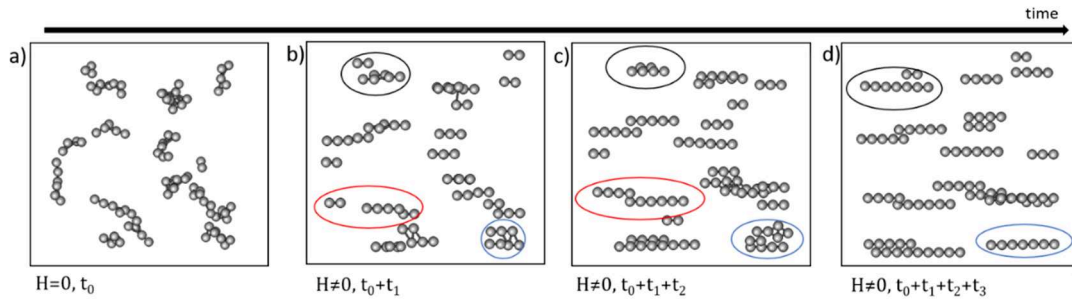 time
a)
b)
c)
d)
H=0, t₀
H≠0, t₀+t₁
H≠0, t₀+t₁+t₂
H≠0, t₀+t₁+t₂+t₃